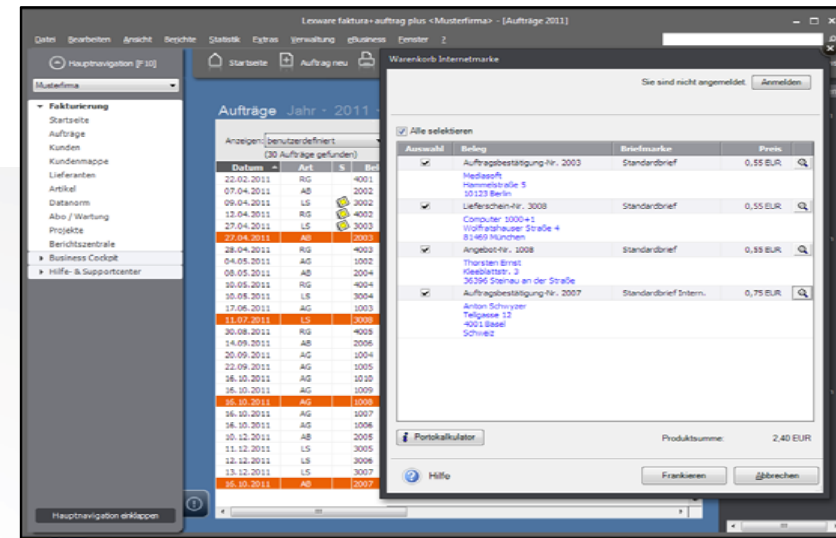 Lexware faktura+auftrag plus <Musterfirma> - [Aufträge 2011]
Datei Bearbeiten Ansicht Berichte Statistik Extras Verwaltung eBusiness Fenster ?
Hauptnavigation [F10]
Startseite Auftrag neu
Musterfirma
Fakturierung
Startseite
Aufträge
Kunden
Kundenmappe
Lieferanten
Artikel
Datanorm
Abo / Wartung
Projekte
Berichtszentrale
Business Cockpit
Hilfe- & Supportcenter
Hauptnavigation einklappen
Aufträge Jahr - 2011 -
Anzeigen: benutzerdefiniert
(30 Aufträge gefunden)
Datum Art S Bel
22.02.2011 RG 4001
07.04.2011 AB 2002
09.04.2011 LS 3002
12.04.2011 RG 4002
27.04.2011 LS 3003
27.04.2011 AB 2003
28.04.2011 RG 4003
04.05.2011 AG 1002
08.05.2011 AB 2004
10.05.2011 RG 4004
10.05.2011 LS 3004
17.06.2011 AG 1003
11.07.2011 LS 3008
30.08.2011 RG 4005
14.09.2011 AB 2006
20.09.2011 AG 1004
22.09.2011 AG 1005
16.10.2011 AG 1010
16.10.2011 AG 1009
16.10.2011 AG 1008
16.10.2011 AG 1007
16.10.2011 AG 1006
10.12.2011 AB 2005
11.12.2011 LS 3005
12.12.2011 LS 3006
13.12.2011 LS 3007
16.10.2011 AB 2007
Warenkorb Internetmarke
Sie sind nicht angemeldet. Anmelden
Alle selektieren
Auswahl Beleg Briefmarke Preis
Auftragsbestätigung-Nr. 2003 Standardbrief 0,55 EUR
Mediasoft
Hammelstraße 5
10123 Berlin
Lieferschein-Nr. 3008 Standardbrief 0,55 EUR
Computer 1000+1
Wolfratshauser Straße 4
81469 München
Angebot-Nr. 1008 Standardbrief 0,55 EUR
Thorsten Ernst
Kleeblattstr. 3
36396 Steinau an der Straße
Auftragsbestätigung-Nr. 2007 Standardbrief Intern. 0,75 EUR
Anton Schwyzer
Tellgasse 12
4001 Basel
Schweiz
Portokalkulator Produktsumme: 2,40 EUR
Hilfe Frankieren Abbrechen